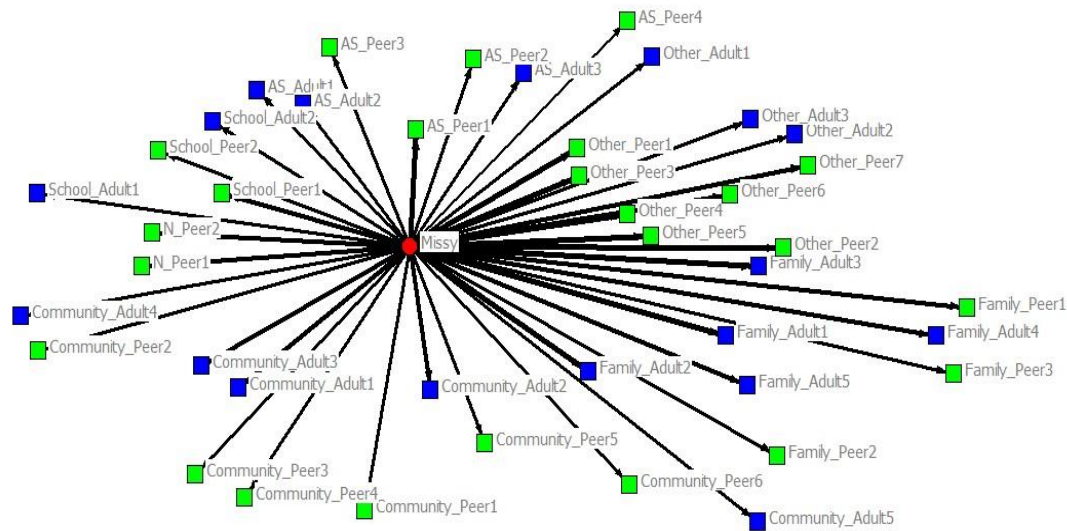 AS_Peer4
AS_Peer3
AS_Peer2
Other_Adult1
AS_Adult3
AS_Adult1
AS_Adult2
School_Adult2
Other_Adult3
AS_Peer1
Other_Adult2
School_Peer2
Other_Peer1
Other_Peer7
Other_Peer3
School_Adult1
School_Peer1
Other_Peer6
Other_Peer4
N_Peer2
Missy
Other_Peer5
Other_Peer2
N_Peer1
Family_Adult3
Family_Peer1
Community_Adult4
Family_Adult1
Family_Adult4
Community_Peer2
Community_Adult3
Family_Adult2
Family_Peer3
Community_Adult1
Community_Adult2
Family_Adult5
Community_Peer5
Family_Peer2
Community_Peer3
Community_Peer6
Community_Peer4
Community_Peer1
Community_Adult5